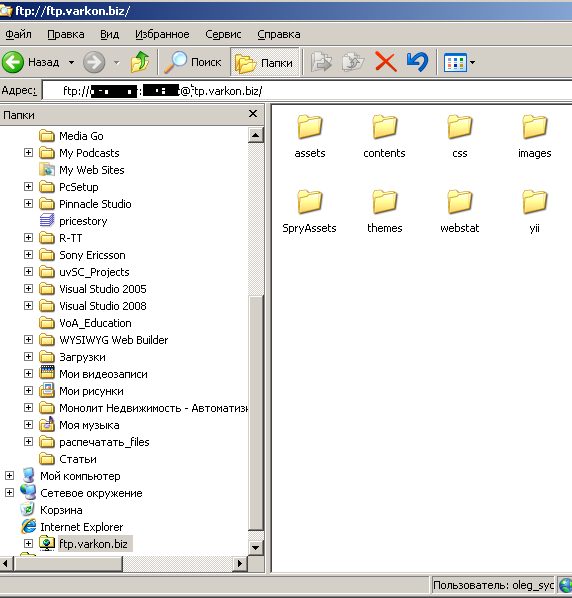 ftp://ftp.varkon.biz/
Файл Правка Вид Избранное Сервис Справка
Назад Поиск Папки
Адрес: ftp:// : @ftp.varkon.biz/
Папки
Media Go
My Podcasts
My Web Sites
PcSetup
Pinnacle Studio
pricestory
R-TT
Sony Ericsson
uvSC_Projects
Visual Studio 2005
Visual Studio 2008
VoA_Education
WYSIWYG Web Builder
Загрузки
Мои видеозаписи
Мои рисунки
Монолит Недвижимость - Автоматиз
Моя музыка
распечатать_files
Статьи
Мой компьютер
Сетевое окружение
Корзина
Internet Explorer
ftp.varkon.biz
assets contents css images
SpryAssets themes webstat yii
Пользователь: oleg_syc